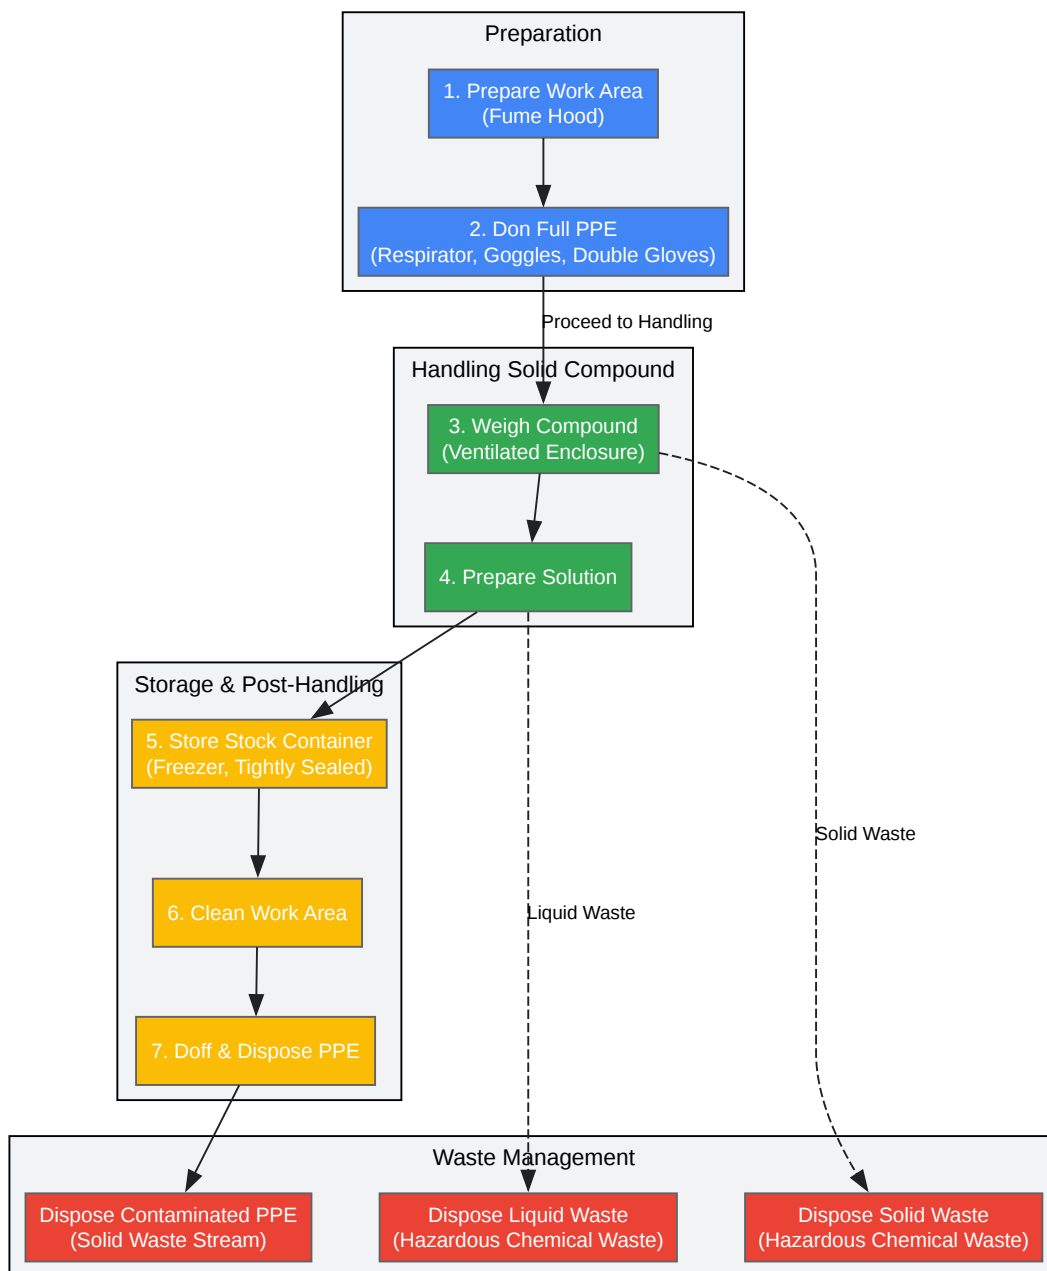 Preparation
1. Prepare Work Area
(Fume Hood)
2. Don Full PPE
(Respirator, Goggles, Double Gloves)
Proceed to Handling
Handling Solid Compound
3. Weigh Compound
(Ventilated Enclosure)
4. Prepare Solution
Storage & Post-Handling
5. Store Stock Container
(Freezer, Tightly Sealed)
6. Clean Work Area
7. Doff & Dispose PPE
Solid Waste
Liquid Waste
Waste Management
Dispose Contaminated PPE
(Solid Waste Stream)
Dispose Liquid Waste
(Hazardous Chemical Waste)
Dispose Solid Waste
(Hazardous Chemical Waste)